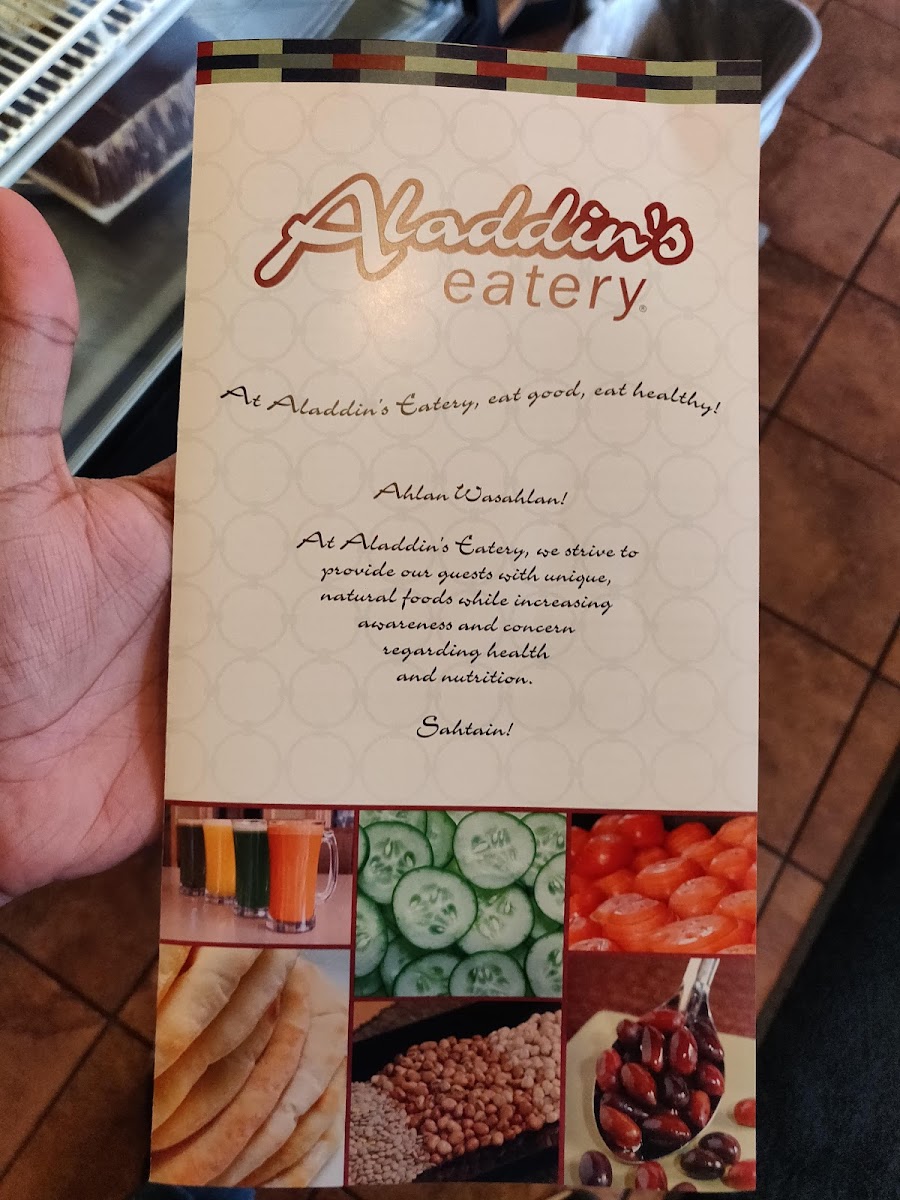 Aladdin's
eatery®
At Aladdin's Eatery, eat good, eat healthy!
Ahlan Wasahlan!
At Aladdin's Eatery, we strive to
provide our guests with unique,
natural foods while increasing
awareness and concern
regarding health
and nutrition.
Sahtain!